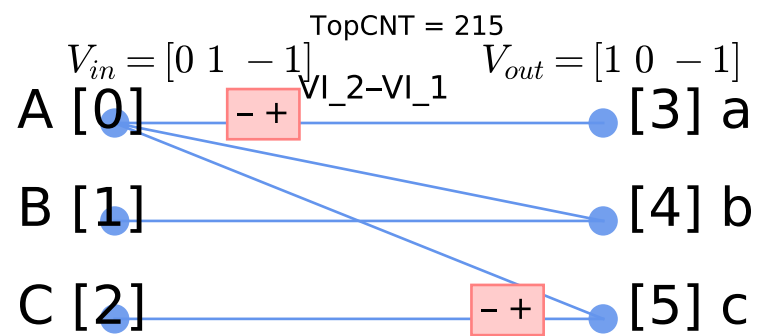 TopCNT = 215
V_in = [0 1 −1] V_out = [1 0 −1]
VI_2–VI_1
A [0] – + [3] a
B [1] [4] b
C [2] – + [5] c